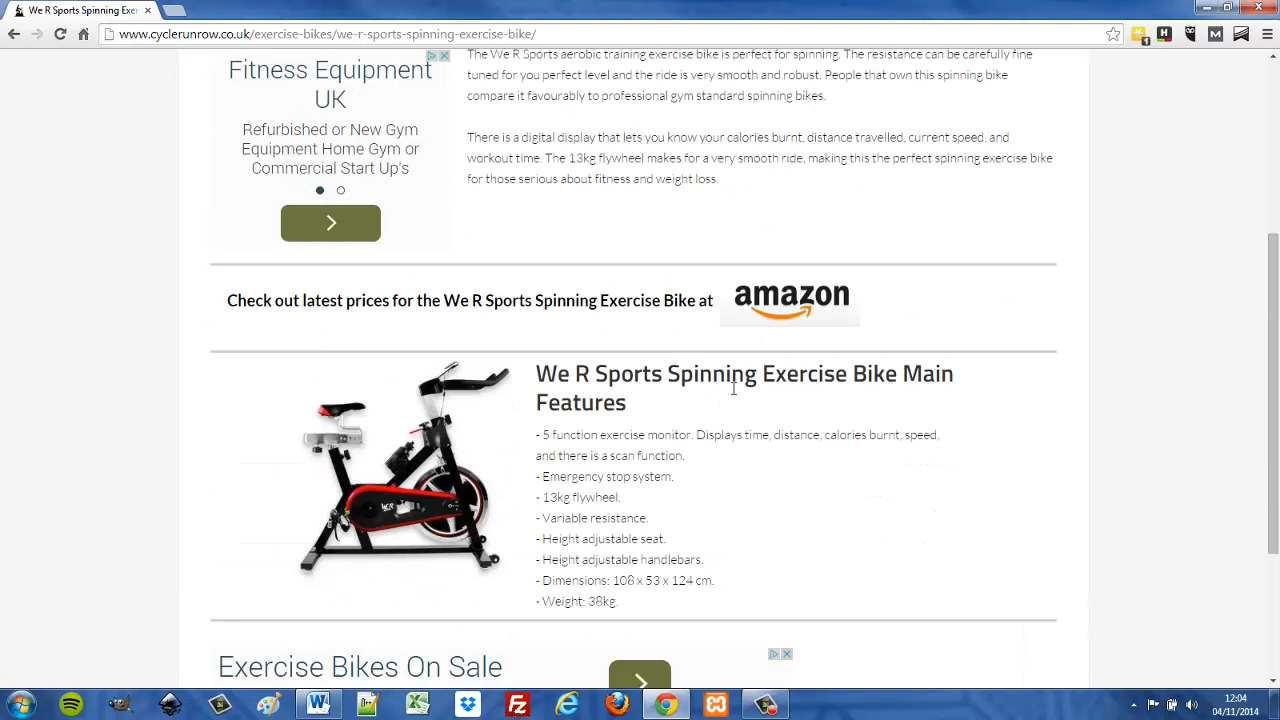 We R Sports Spinning Exer
www.cyclerunrow.co.uk/exercise-bikes/we-r-sports-spinning-exercise-bike/
Fitness Equipment
UK
Refurbished or New Gym
Equipment Home Gym or
Commercial Start Up's
The We R Sports aerobic training exercise bike is perfect for spinning. The resistance can be carefully fine
tuned for you perfect level and the ride is very smooth and robust. People that own this spinning bike
compare it favourably to professional gym standard spinning bikes.
There is a digital display that lets you know your calories burnt, distance travelled, current speed, and
workout time. The 13kg flywheel makes for a very smooth ride, making this the perfect spinning exercise bike
for those serious about fitness and weight loss.
Check out latest prices for the We R Sports Spinning Exercise Bike at
amazon
We R Sports Spinning Exercise Bike Main
Features
- 5 function exercise monitor. Displays time, distance, calories burnt, speed,
and there is a scan function.
- Emergency stop system.
- 13kg flywheel.
- Variable resistance.
- Height adjustable seat.
- Height adjustable handlebars.
- Dimensions: 108 x 53 x 124 cm.
- Weight: 38kg.
Exercise Bikes On Sale
12:04
04/11/2014